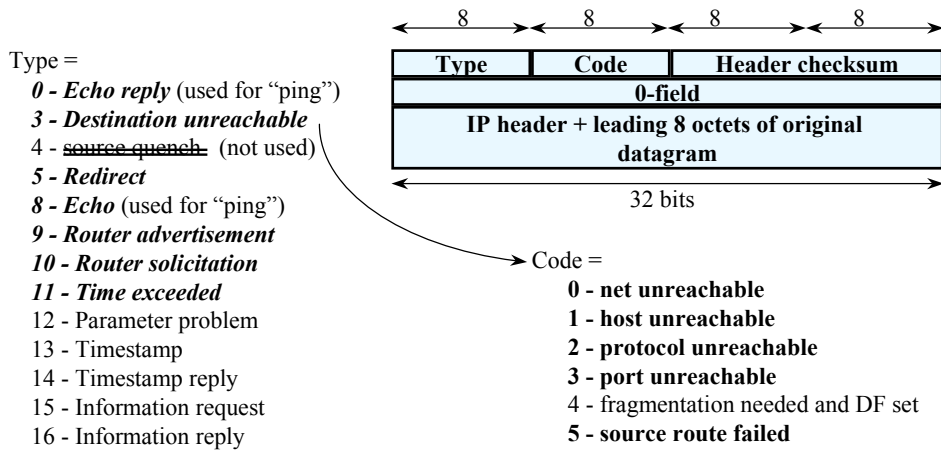 8 8 8 8
Type Code Header checksum
0-field
IP header + leading 8 octets of original
datagram
32 bits
Type =
0 - Echo reply (used for “ping”)
3 - Destination unreachable
4 - source quench (not used)
5 - Redirect
8 - Echo (used for “ping”)
9 - Router advertisement
10 - Router solicitation
11 - Time exceeded
12 - Parameter problem
13 - Timestamp
14 - Timestamp reply
15 - Information request
16 - Information reply
Code =
0 - net unreachable
1 - host unreachable
2 - protocol unreachable
3 - port unreachable
4 - fragmentation needed and DF set
5 - source route failed